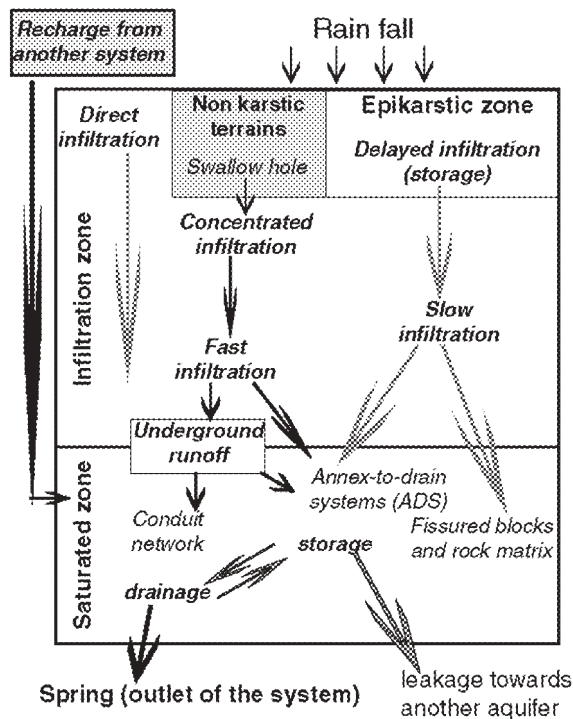 Recharge from
another system
Rain fall
Direct
infiltration
Non karstic
terrains
Swallow hole
Epikarstic zone
Delayed infiltration
(storage)
Concentrated
infiltration
Infiltration zone
Slow
infiltration
Fast
infiltration
Underground
runoff
Saturated zone
Annex-to-drain
systems (ADS)
Conduit
network
Fissured blocks
and rock matrix
storage
drainage
Spring (outlet of the system)
leakage towards
another aquifer